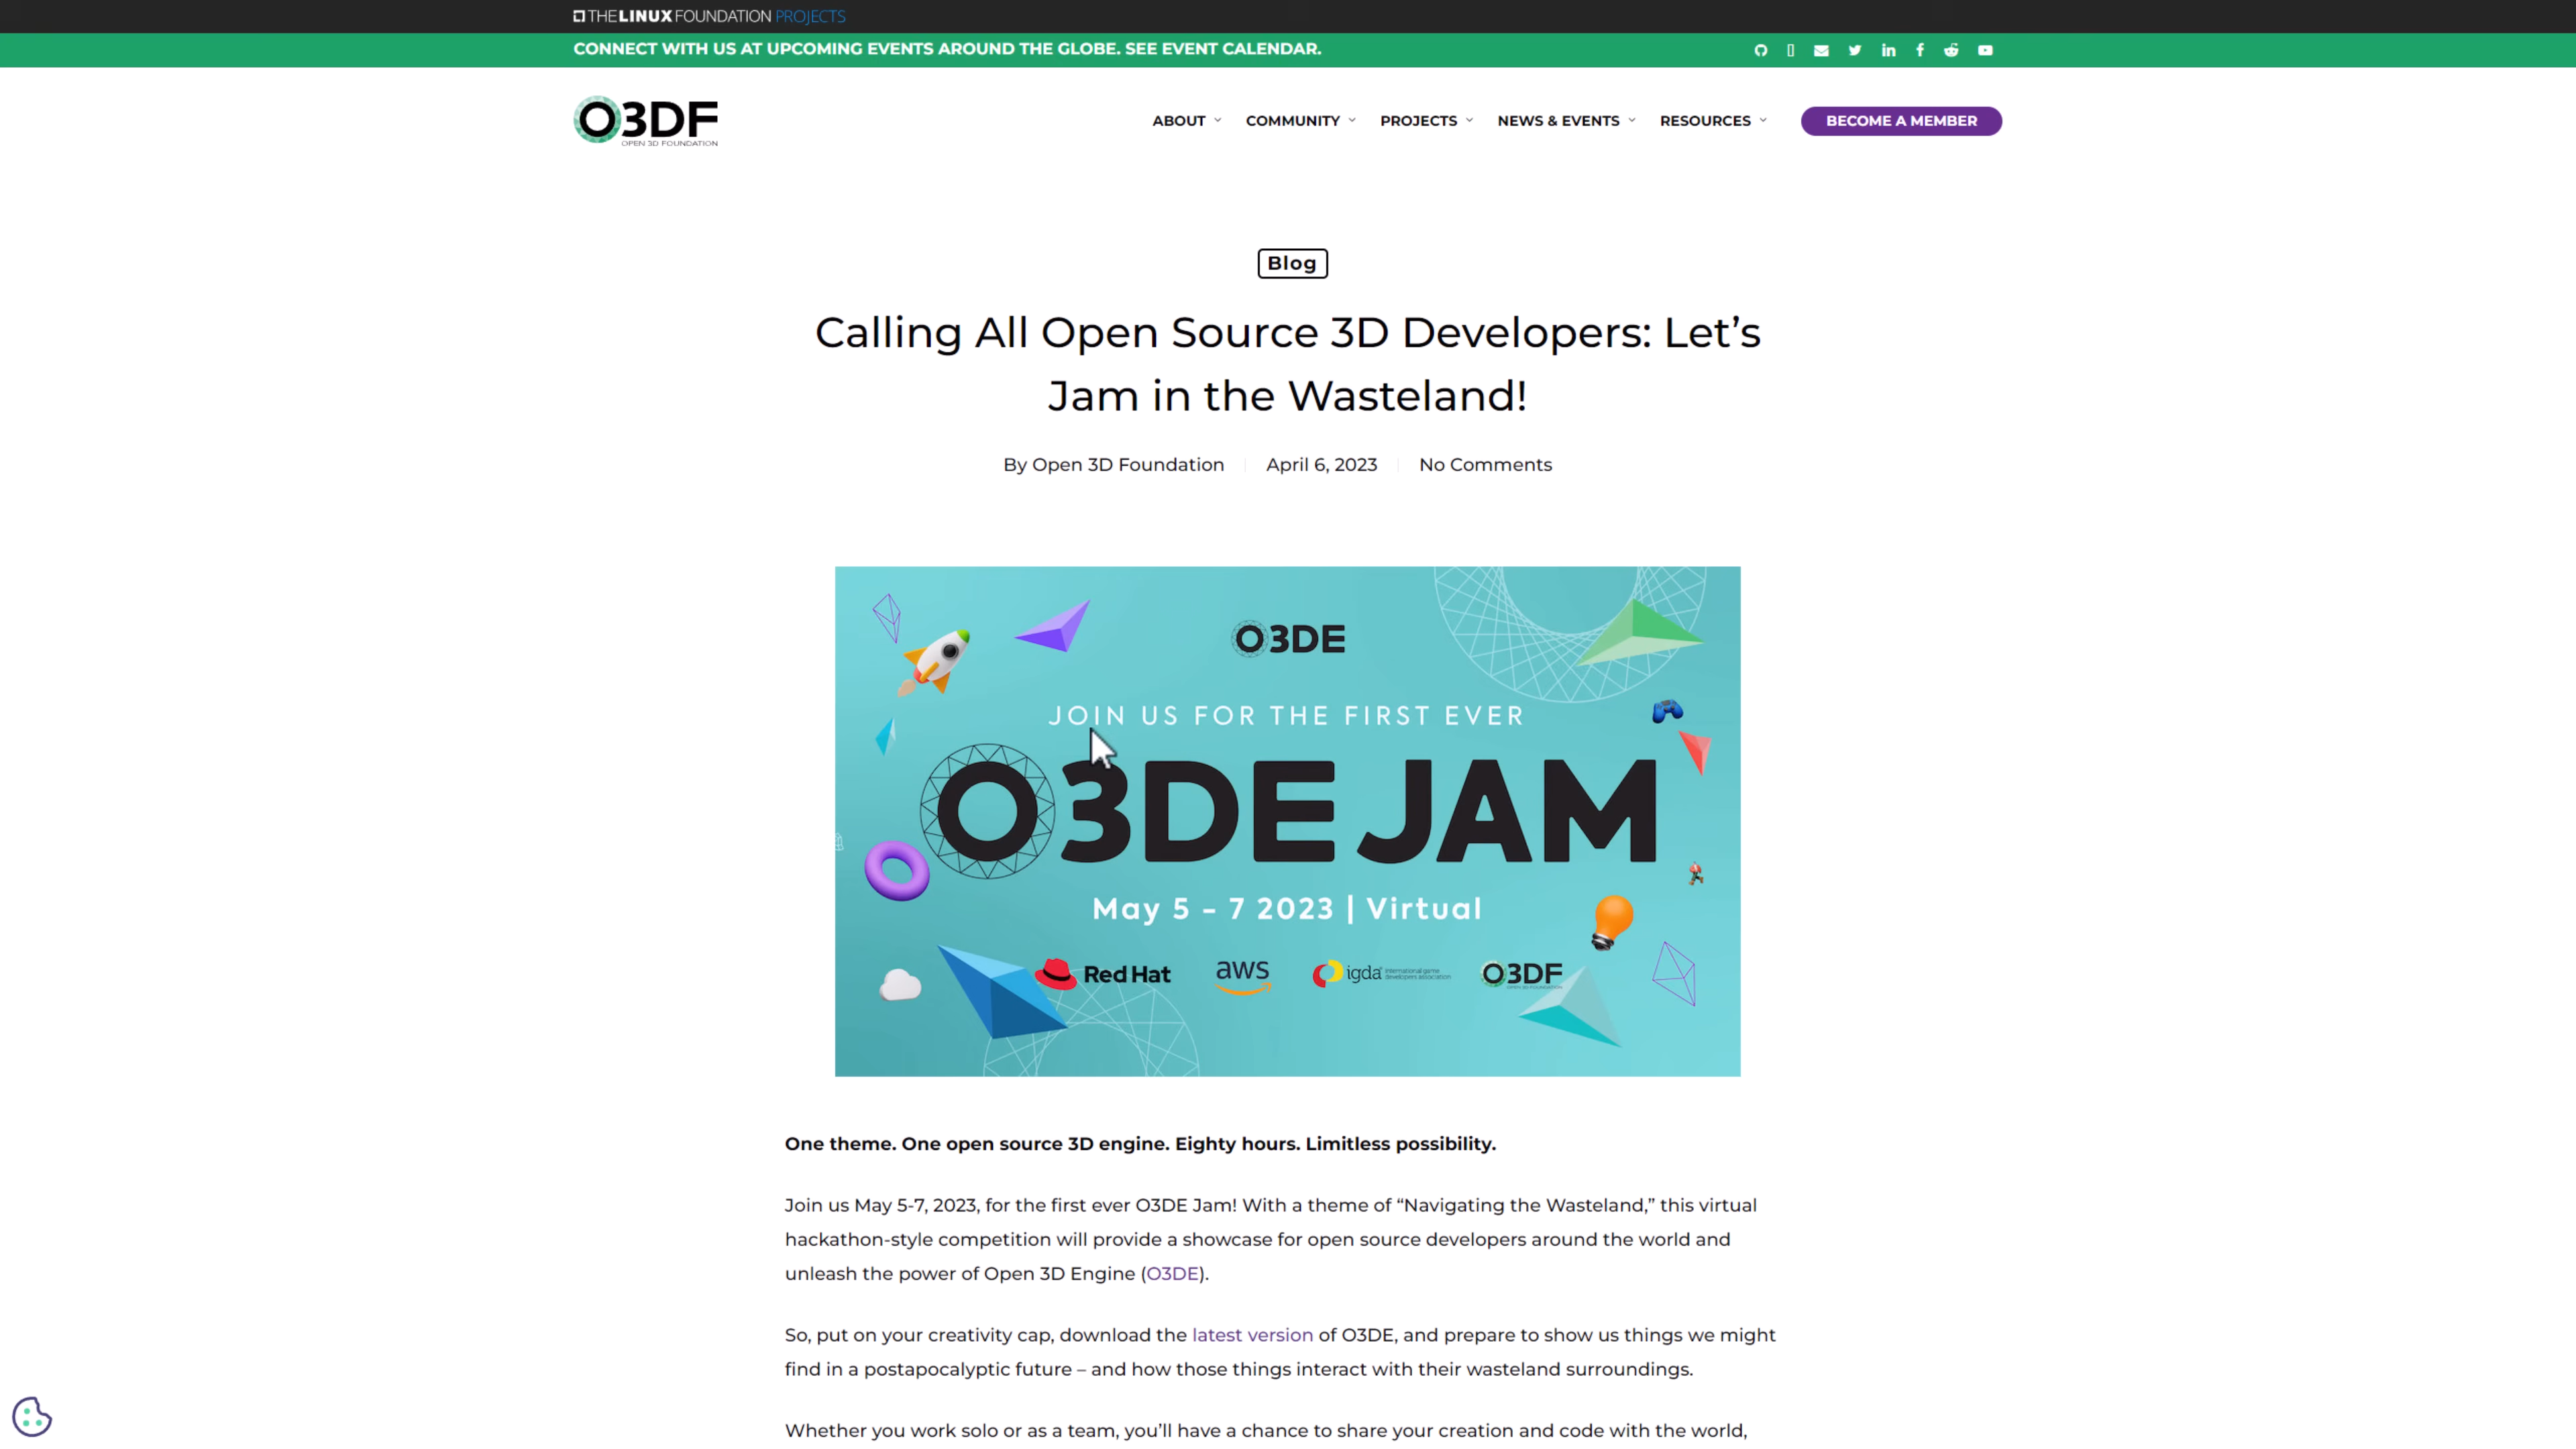 THE LINUX FOUNDATION PROJECTS
CONNECT WITH US AT UPCOMING EVENTS AROUND THE GLOBE. SEE EVENT CALENDAR.
O3DF
OPEN 3D FOUNDATION
ABOUT COMMUNITY PROJECTS NEWS & EVENTS RESOURCES BECOME A MEMBER
Blog
Calling All Open Source 3D Developers: Let’s
Jam in the Wasteland!
By Open 3D Foundation April 6, 2023 No Comments
O3DE
JOIN US FOR THE FIRST EVER
O3DE JAM
May 5 - 7 2023 | Virtual
Red Hat aws igda international game developers association O3DF OPEN 3D FOUNDATION
One theme. One open source 3D engine. Eighty hours. Limitless possibility.
Join us May 5-7, 2023, for the first ever O3DE Jam! With a theme of “Navigating the Wasteland,” this virtual
hackathon-style competition will provide a showcase for open source developers around the world and
unleash the power of Open 3D Engine (O3DE).
So, put on your creativity cap, download the latest version of O3DE, and prepare to show us things we might
find in a postapocalyptic future – and how those things interact with their wasteland surroundings.
Whether you work solo or as a team, you’ll have a chance to share your creation and code with the world,